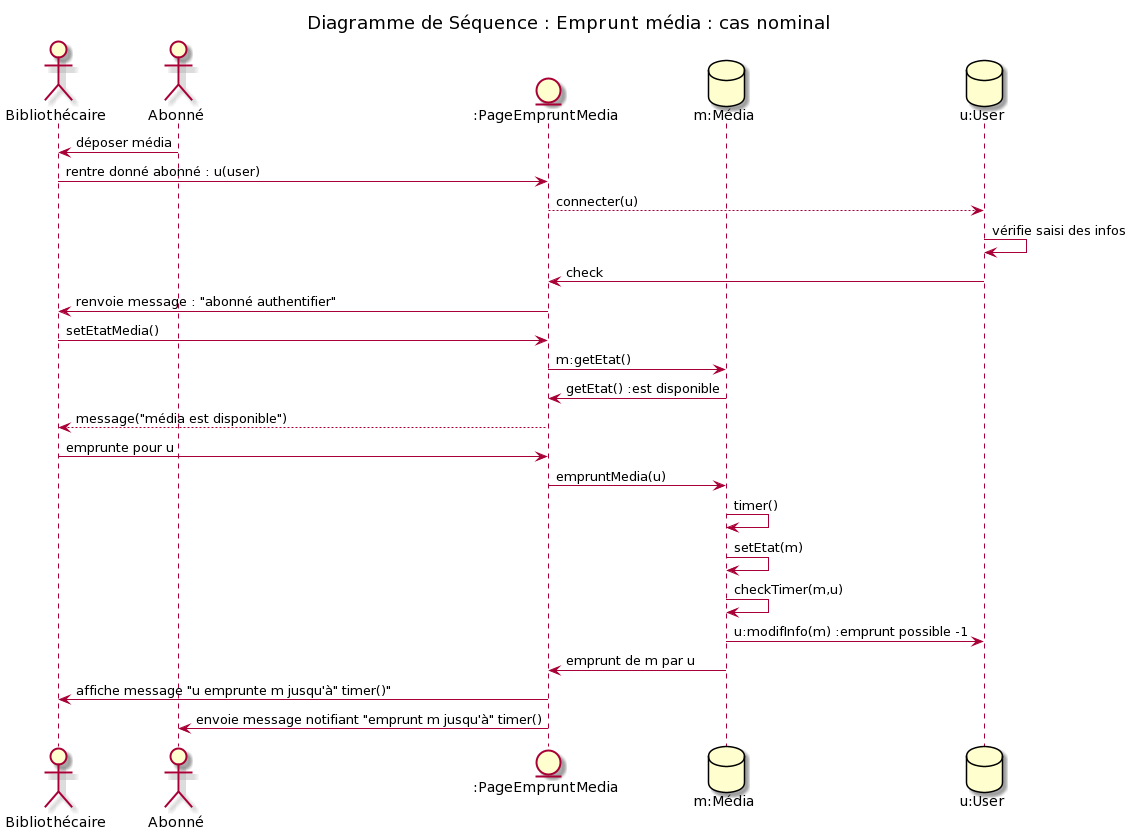 Diagramme de Séquence : Emprunt média : cas nominal
Bibliothécaire
Abonné
:PageEmpruntMedia
m:Média
u:User
déposer média
rentre donné abonné : u(user)
connecter(u)
vérifie saisi des infos
check
renvoie message : "abonné authentifier"
setEtatMedia()
m:getEtat()
getEtat() :est disponible
message("média est disponible")
emprunte pour u
empruntMedia(u)
timer()
setEtat(m)
checkTimer(m,u)
u:modifInfo(m) :emprunt possible -1
emprunt de m par u
affiche message "u emprunte m jusqu'à" timer()"
envoie message notifiant "emprunt m jusqu'à" timer()
Bibliothécaire
Abonné
:PageEmpruntMedia
m:Média
u:User